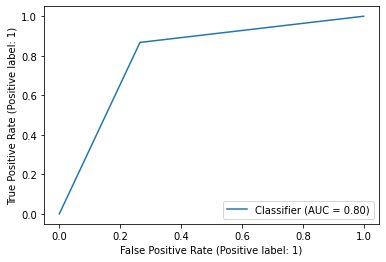 1.0
0.8
0.6
0.4
0.2
0.0
True Positive Rate (Positive label: 1)
Classifier (AUC = 0.80)
0.0 0.2 0.4 0.6 0.8 1.0
False Positive Rate (Positive label: 1)